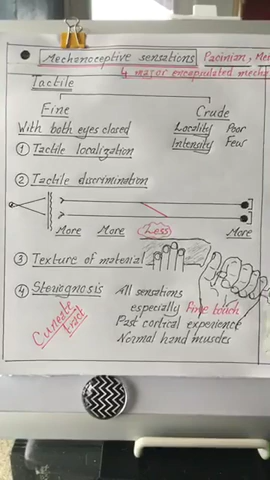 Mechanoceptive sensations Pacinian, Me
4 major encapsulated mecha
Tactile
Fine Crude
With both eyes closed Locality Poor
① Tactile localization Intensity Few
② Tactile discrimination
More More Less More
③ Texture of material
④ Stereognosis All sensations
especially Fine touch
Past cortical experience
Normal hand muscles
Cuneate
tract